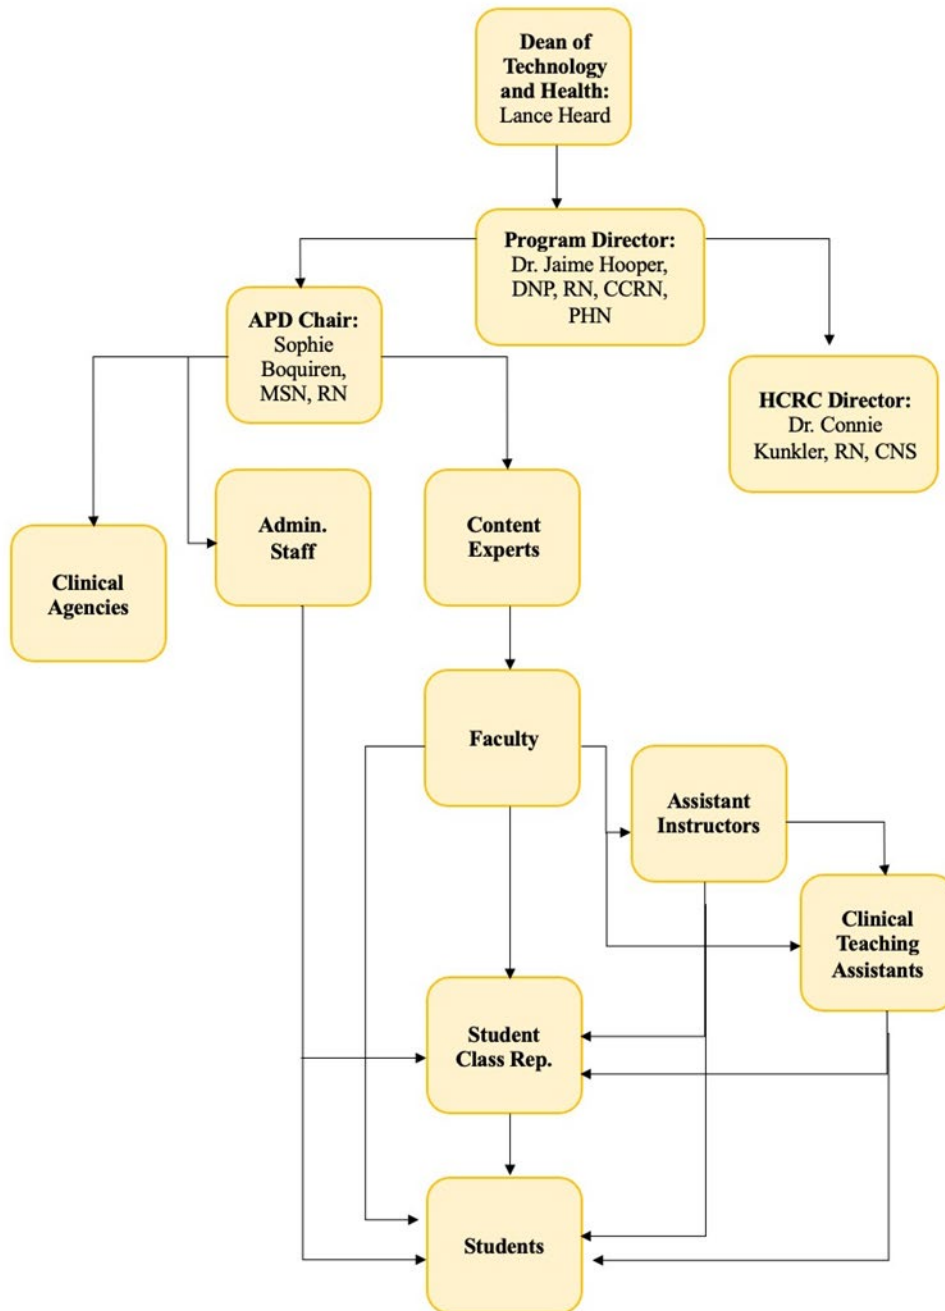 Dean of
Technology
and Health:
Lance Heard
Program Director:
Dr. Jaime Hooper,
DNP, RN, CCRN,
PHN
APD Chair:
Sophie
Boquiren,
MSN, RN
HCRC Director:
Dr. Connie
Kunkler, RN, CNS
Admin.
Staff
Content
Experts
Clinical
Agencies
Faculty
Assistant
Instructors
Clinical
Teaching
Assistants
Student
Class Rep.
Students